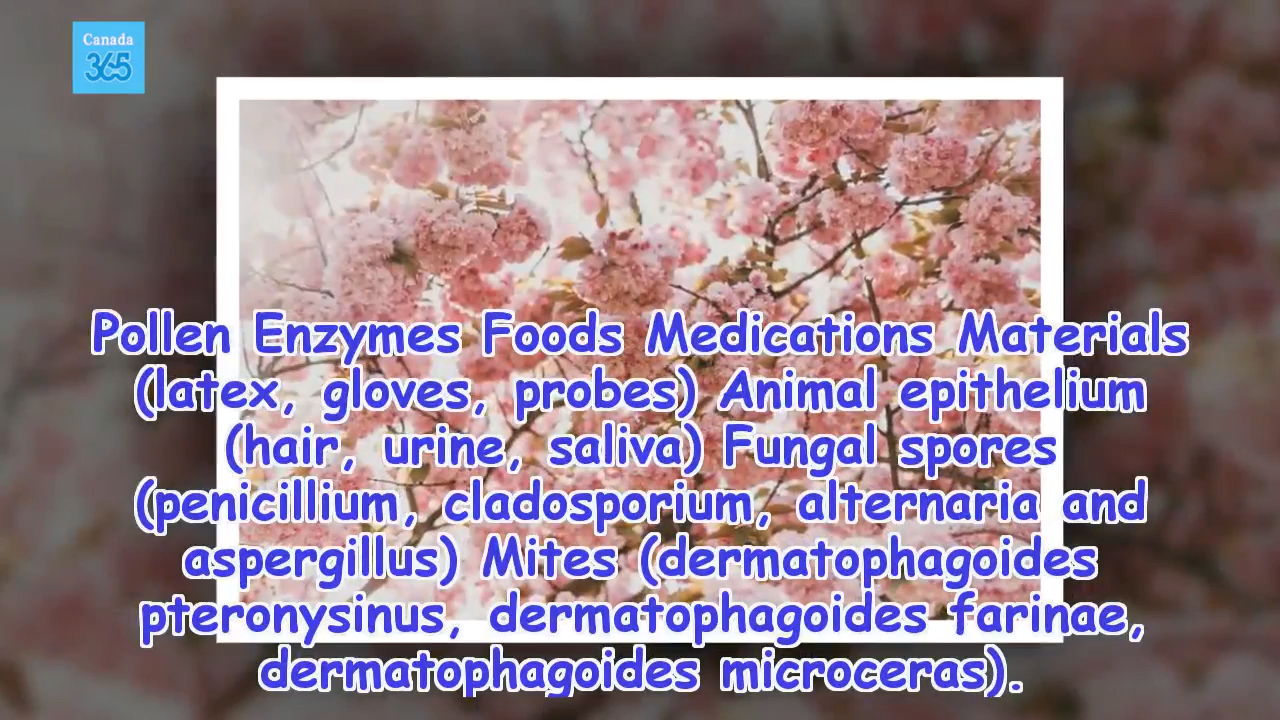 Canada
365
Pollen Enzymes Foods Medications Materials
(latex, gloves, probes) Animal epithelium
(hair, urine, saliva) Fungal spores
(penicillium, cladosporium, alternaria and
aspergillus) Mites (dermatophagoides
pteronysinus, dermatophagoides farinae,
dermatophagoides microceras).